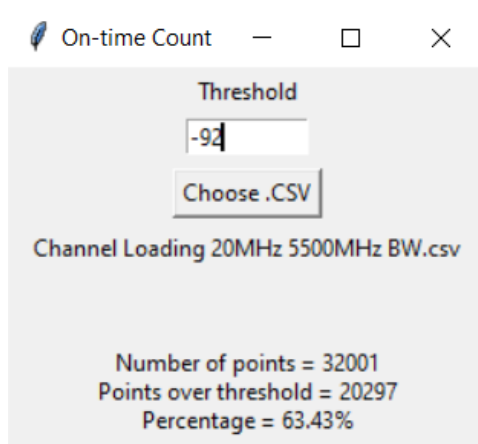 On-time Count
Threshold
-92
Choose .CSV
Channel Loading 20MHz 5500MHz BW.csv
Number of points = 32001
Points over threshold = 20297
Percentage = 63.43%